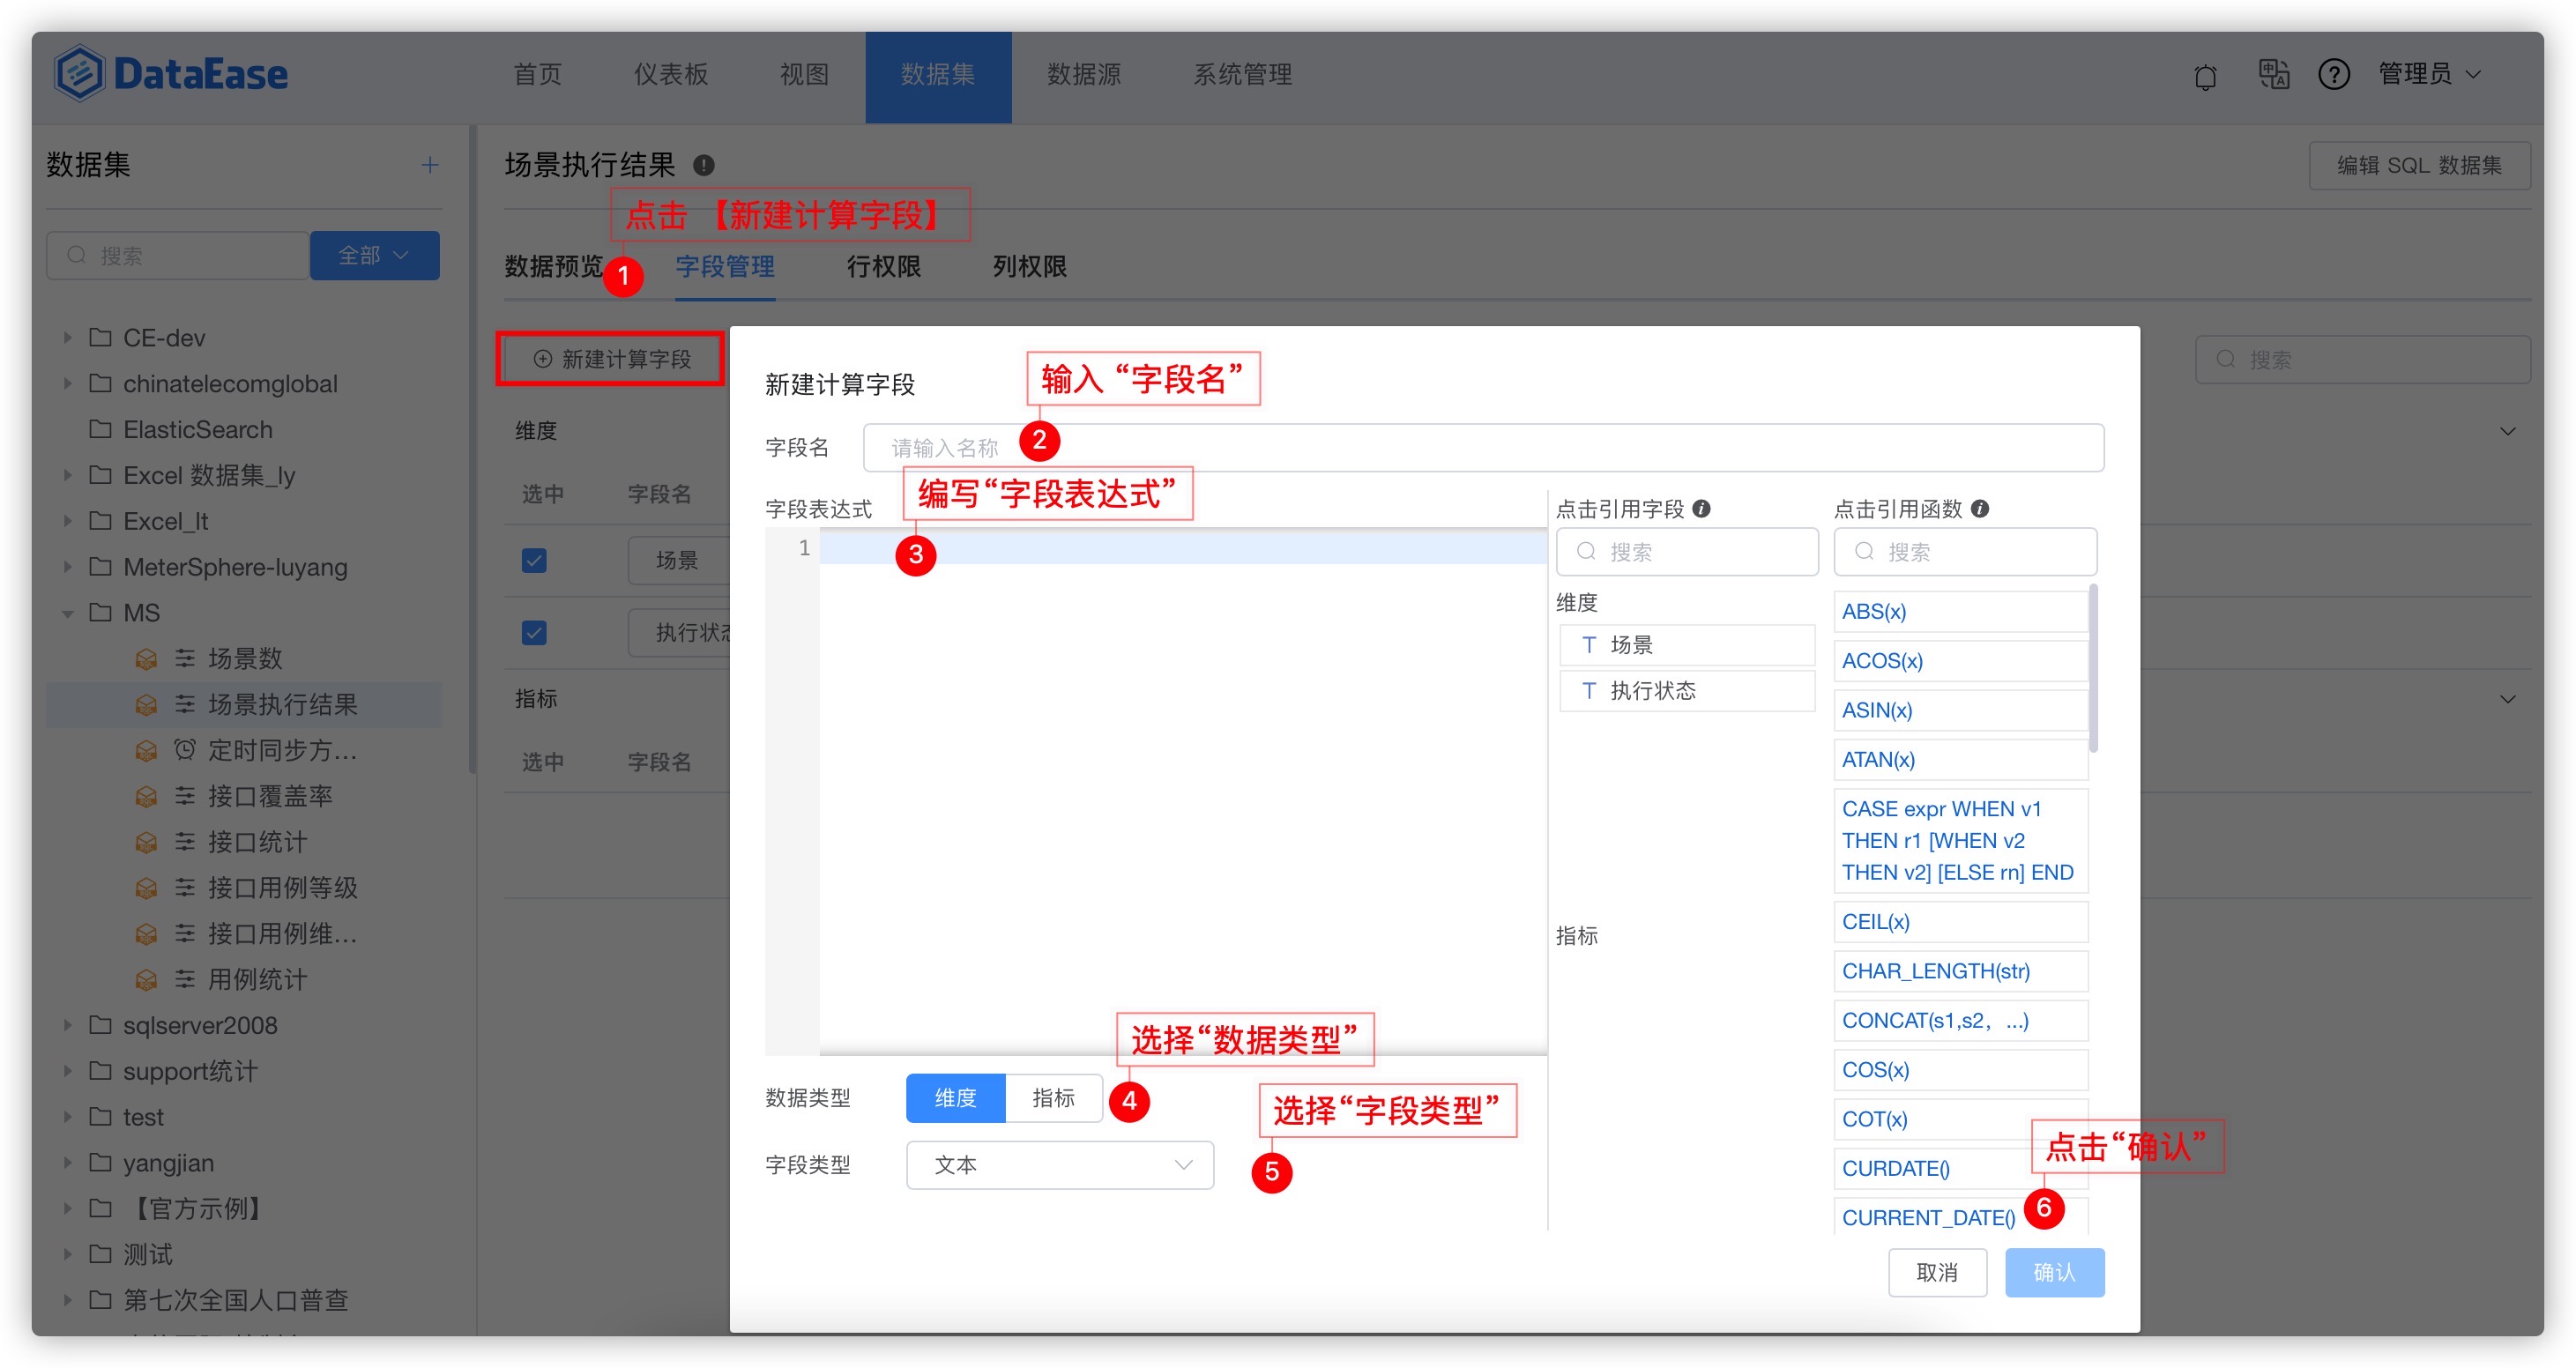 DataEase
首页
仪表板
视图
数据集
数据源
系统管理
管理员
数据集
搜索
全部
CE-dev
chinatelecomglobal
ElasticSearch
Excel 数据集_ly
Excel_lt
MeterSphere-luyang
MS
场景数
场景执行结果
定时同步方...
接口覆盖率
接口统计
接口用例等级
接口用例维...
用例统计
sqlserver2008
support统计
test
yangjian
【官方示例】
测试
第七次全国人口普查
场景执行结果
编辑 SQL 数据集
点击 【新建计算字段】
1
数据预览
字段管理
行权限
列权限
新建计算字段
搜索
维度
选中
字段名
场景
执行状态
指标
选中
字段名
新建计算字段
输入 “字段名”
2
字段名
请输入名称
编写“字段表达式”
3
字段表达式
1
点击引用字段
搜索
维度
T 场景
T 执行状态
指标
点击引用函数
搜索
ABS(x)
ACOS(x)
ASIN(x)
ATAN(x)
CASE expr WHEN v1
THEN r1 [WHEN v2
THEN v2] [ELSE rn] END
CEIL(x)
CHAR_LENGTH(str)
CONCAT(s1,s2，...)
COS(x)
COT(x)
CURDATE()
CURRENT_DATE()
选择“数据类型”
4
数据类型
维度
指标
选择“字段类型”
5
字段类型
文本
点击“确认”
6
取消
确认